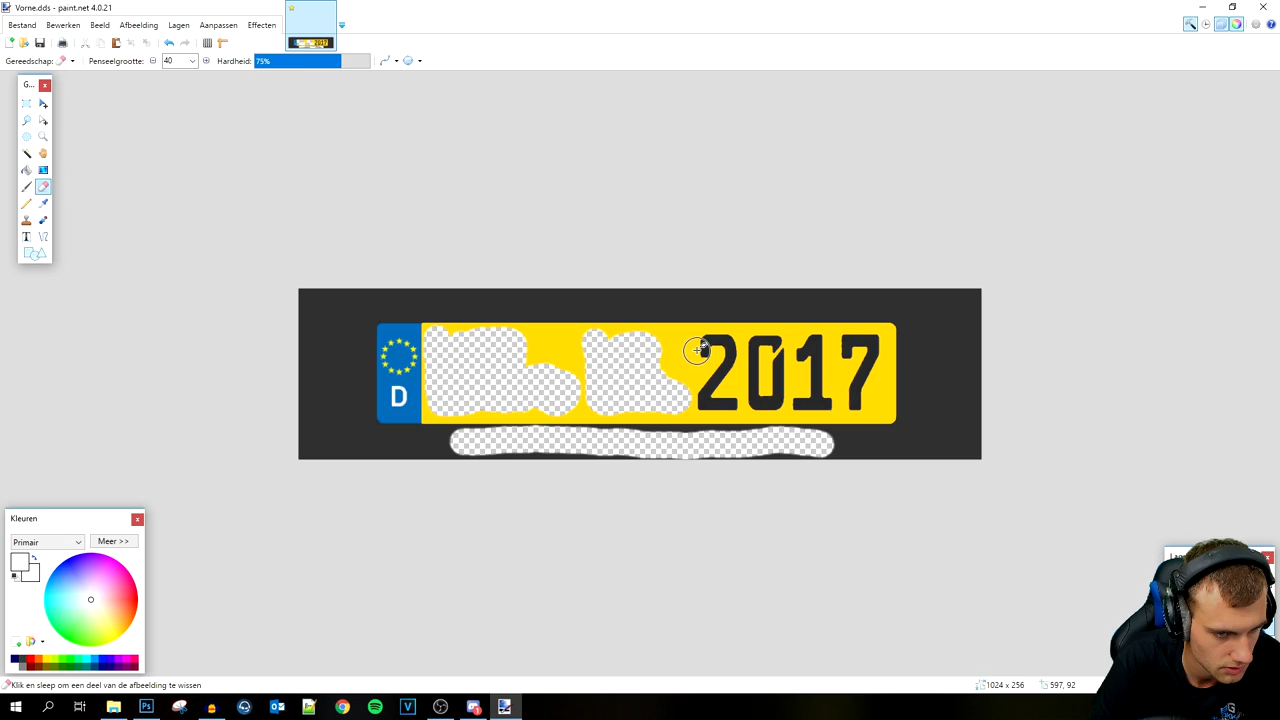 Vorne.dds - paint.net 4.0.21
Bestand Bewerken Beeld Afbeelding Lagen Aanpassen Effecten
Gereedschap: Penseelgrootte: 40 Hardheid: 75%
G...
D 2017
Kleuren
Primair Meer >>
Klik en sleep om een deel van de afbeelding te wissen 1024 x 256 597, 92